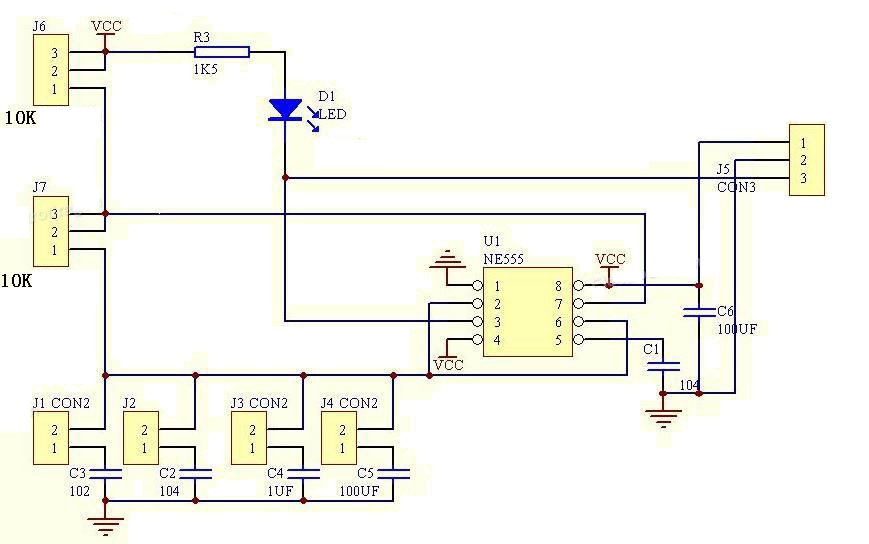 J6
VCC
3
2
1
10K
R3
1K5
D1
LED
1
2
3
J5
CON3
J7
3
2
1
10K
U1
NE555
VCC
1
2
3
4
8
7
6
5
VCC
C6
100UF
C1
104
J1 CON2
2
1
C3
102
J2
2
1
C2
104
J3 CON2
2
1
C4
1UF
J4 CON2
2
1
C5
100UF